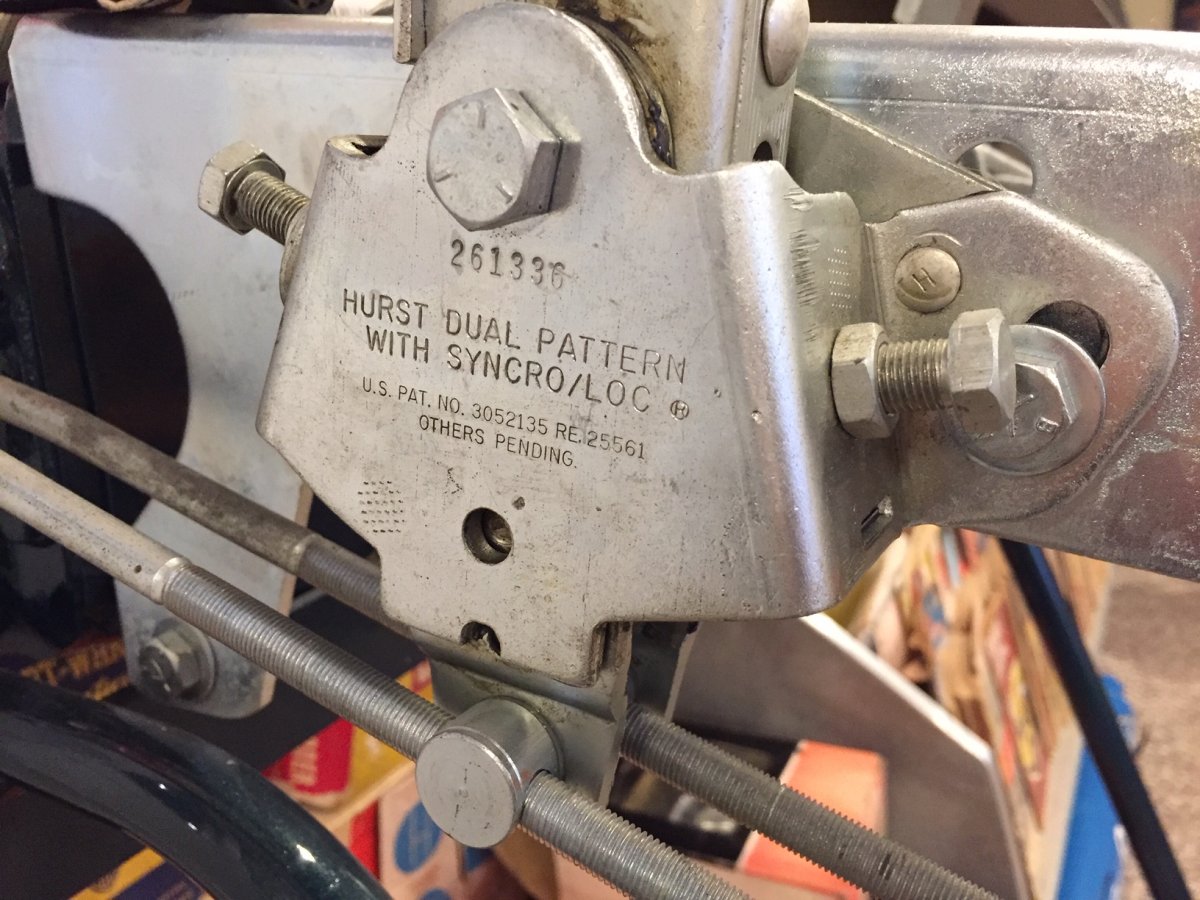 261336
HURST DUAL PATTERN
WITH SYNCRO/LOC ®
U.S. PAT. NO. 3052135 RE. 25561
OTHERS PENDING.
H